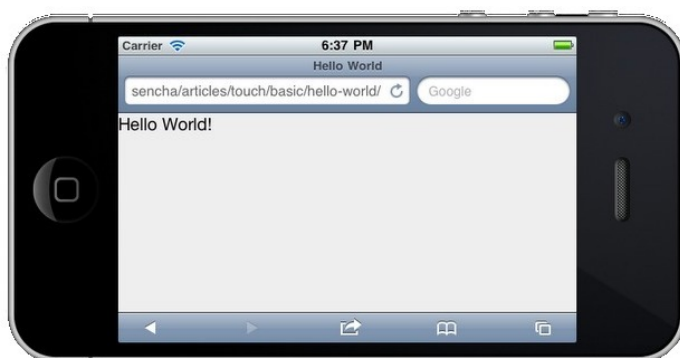 Carrier 6:37 PM
Hello World
sencha/articles/touch/basic/hello-world/ Google
Hello World!